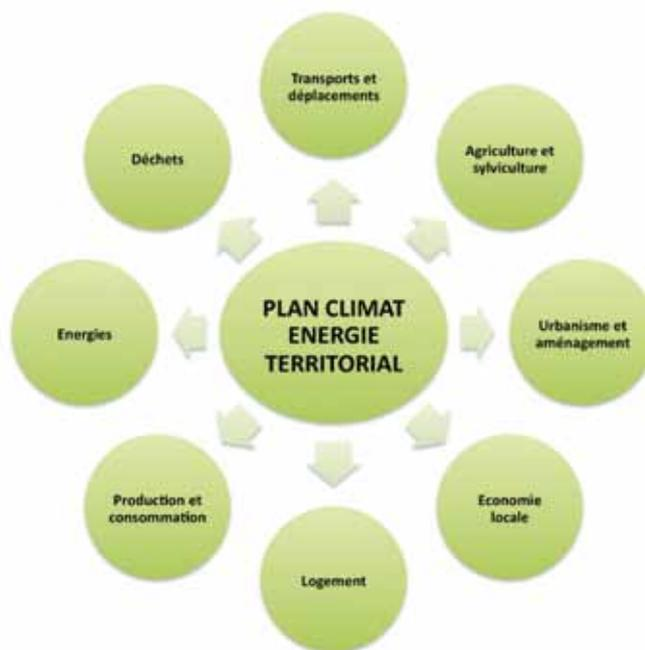 Transports et
déplacements
Déchets
Agriculture et
sylviculture
PLAN CLIMAT
ENERGIE
TERRITORIAL
Energies
Urbanisme et
aménagement
Production et
consommation
Economie
locale
Logement